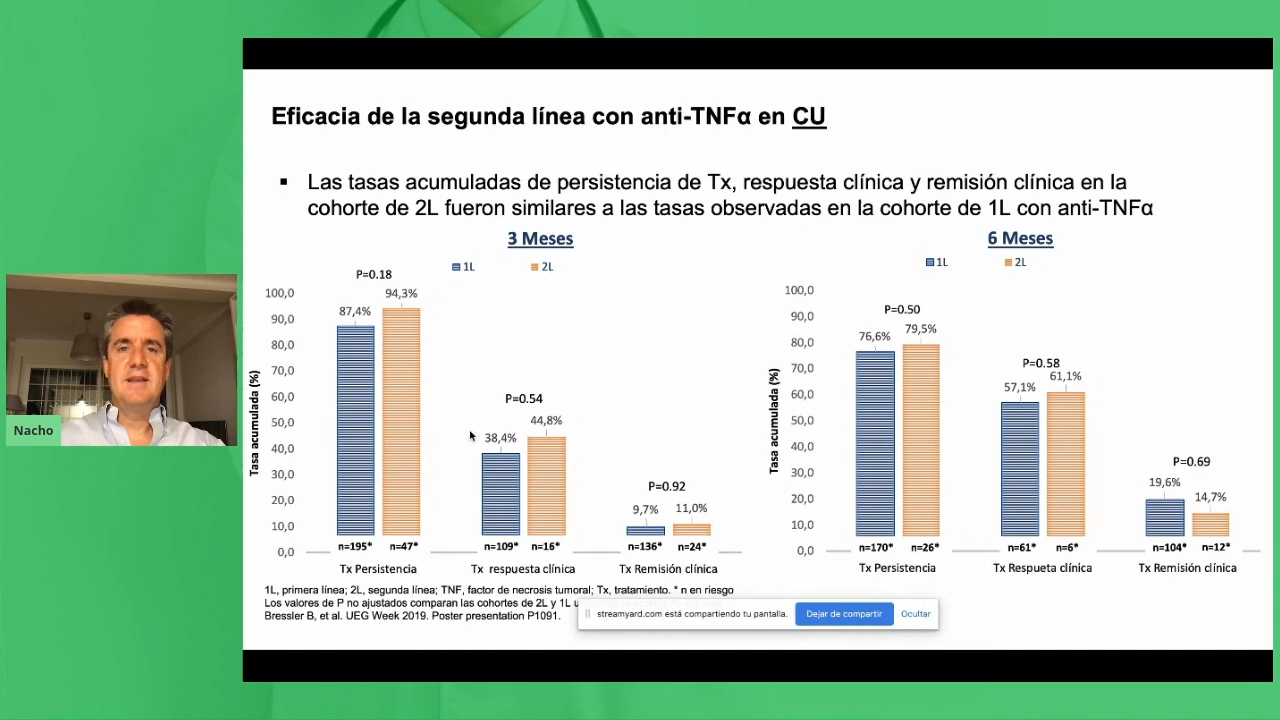 Eficacia de la segunda línea con anti-TNFα en CU
▪ Las tasas acumuladas de persistencia de Tx, respuesta clínica y remisión clínica en la
cohorte de 2L fueron similares a las tasas observadas en la cohorte de 1L con anti-TNFα
3 Meses
1L 2L
Tasa acumulada (%)
100,0
90,0
80,0
70,0
60,0
50,0
40,0
30,0
20,0
10,0
0,0
P=0.18
87,4% 94,3%
n=195* n=47*
Tx Persistencia
P=0.54
38,4% 44,8%
n=109* n=16*
Tx respuesta clínica
P=0.92
9,7% 11,0%
n=136* n=24*
Tx Remisión clínica
6 Meses
1L 2L
Tasa acumulada (%)
100,0
90,0
80,0
70,0
60,0
50,0
40,0
30,0
20,0
10,0
0,0
P=0.50
76,6% 79,5%
n=170* n=26*
Tx Persistencia
P=0.58
57,1% 61,1%
n=61* n=6*
Tx Respueta clínica
P=0.69
19,6% 14,7%
n=104* n=12*
Tx Remisión clínica
1L, primera línea; 2L, segunda línea; TNF, factor de necrosis tumoral; Tx, tratamiento. * n en riesgo
Los valores de P no ajustados comparan las cohortes de 2L y 1L
Bressler B, et al. UEG Week 2019. Poster presentation P1091.
streamyard.com está compartiendo tu pantalla. Dejar de compartir Ocultar
Nacho